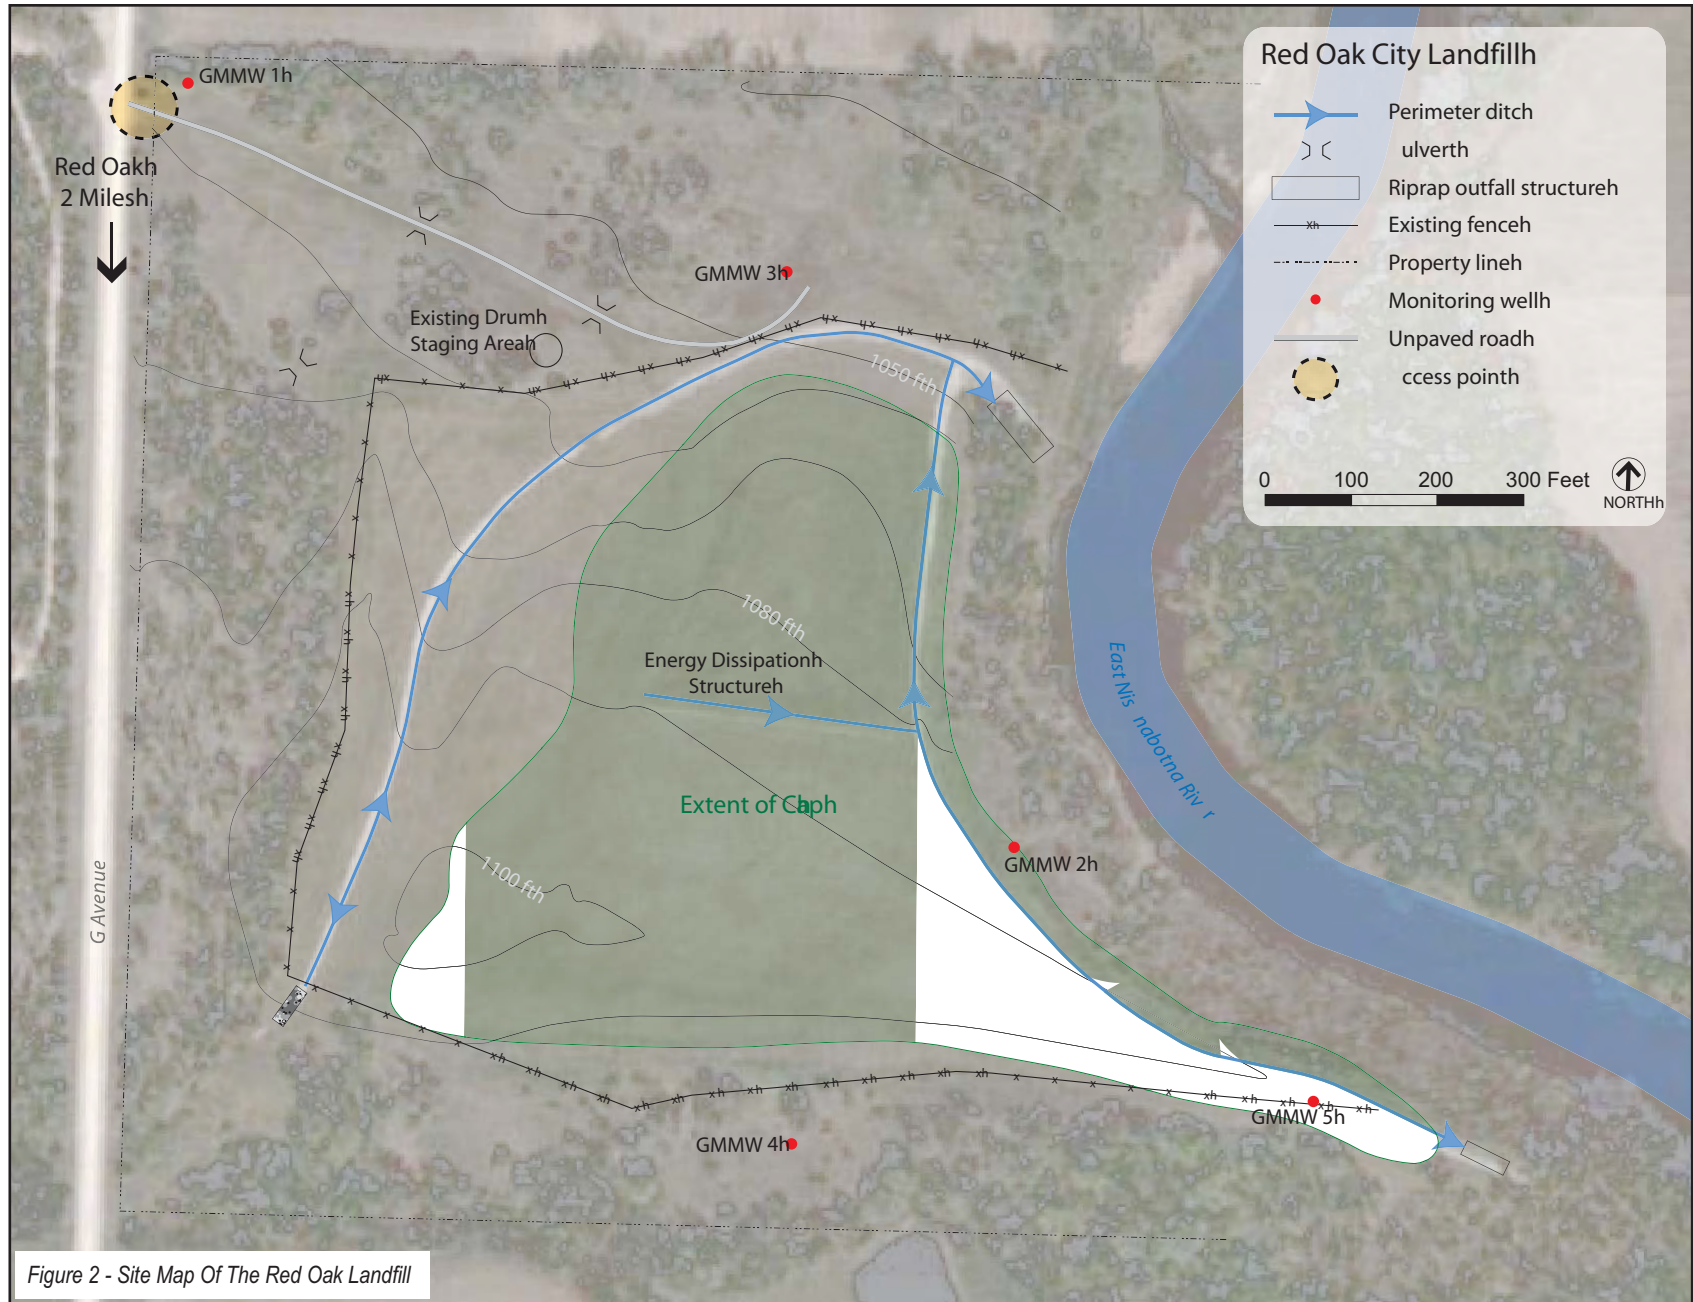 GMMW 1h
Red Oakh
2 Milesh
GMMW 3h
Existing Drumh
Staging Areah
1050 fth
1080 fth
Energy Dissipationh
Structureh
Extent of Caph
1100 fth
GMMW 2h
G Avenue
East Nis nabotna Riv r
GMMW 5h
GMMW 4h
Red Oak City Landfillh
Perimeter ditch
ulverth
Riprap outfall structureh
xh
Existing fenceh
Property lineh
Monitoring wellh
Unpaved roadh
ccess pointh
0 100 200 300 Feet
NORTHh
Figure 2 - Site Map Of The Red Oak Landfill